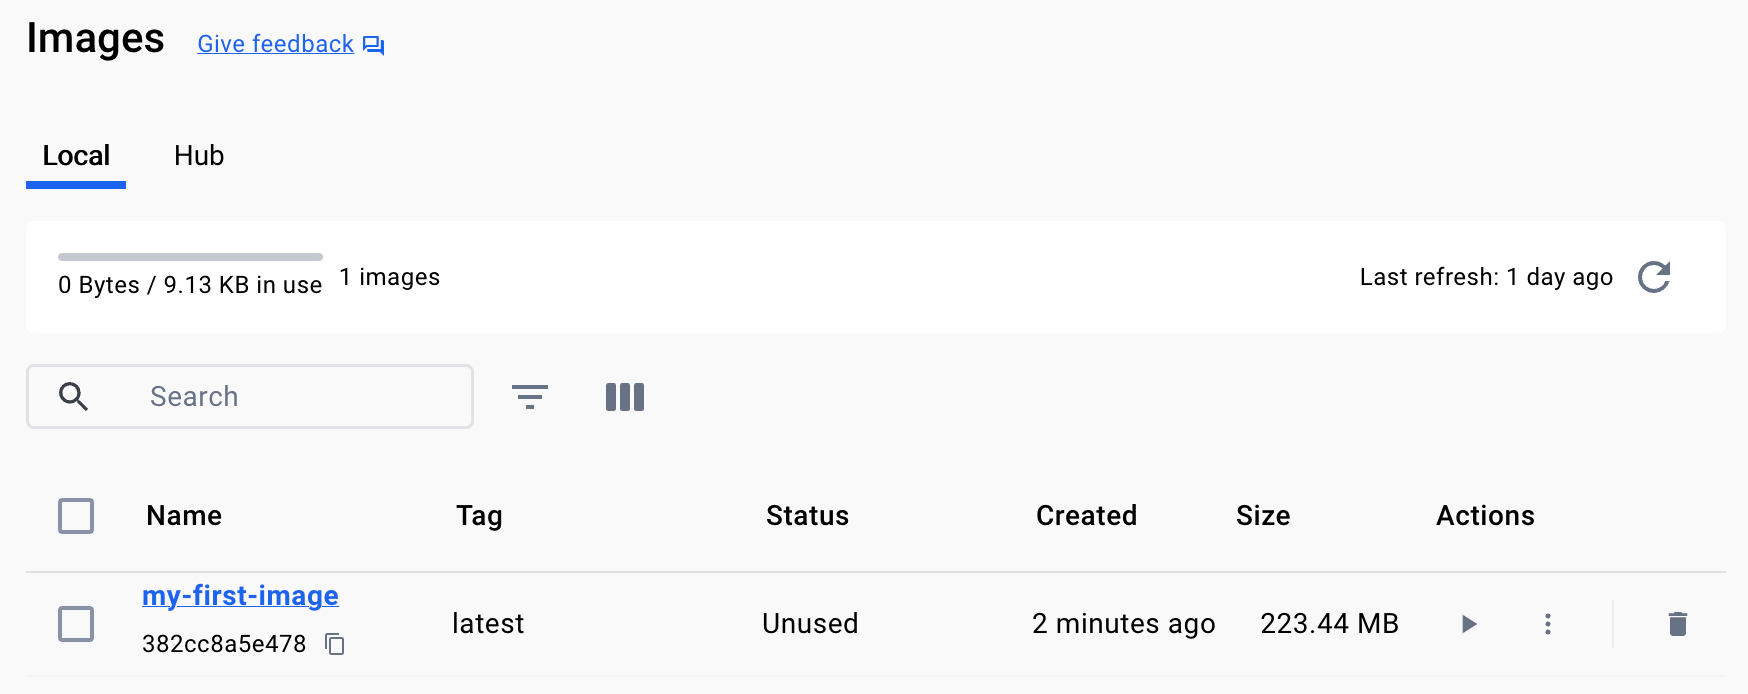 Images Give feedback
Local Hub
0 Bytes / 9.13 KB in use 1 images Last refresh: 1 day ago
Search
Name Tag Status Created Size Actions
my-first-image
382cc8a5e478 latest Unused 2 minutes ago 223.44 MB